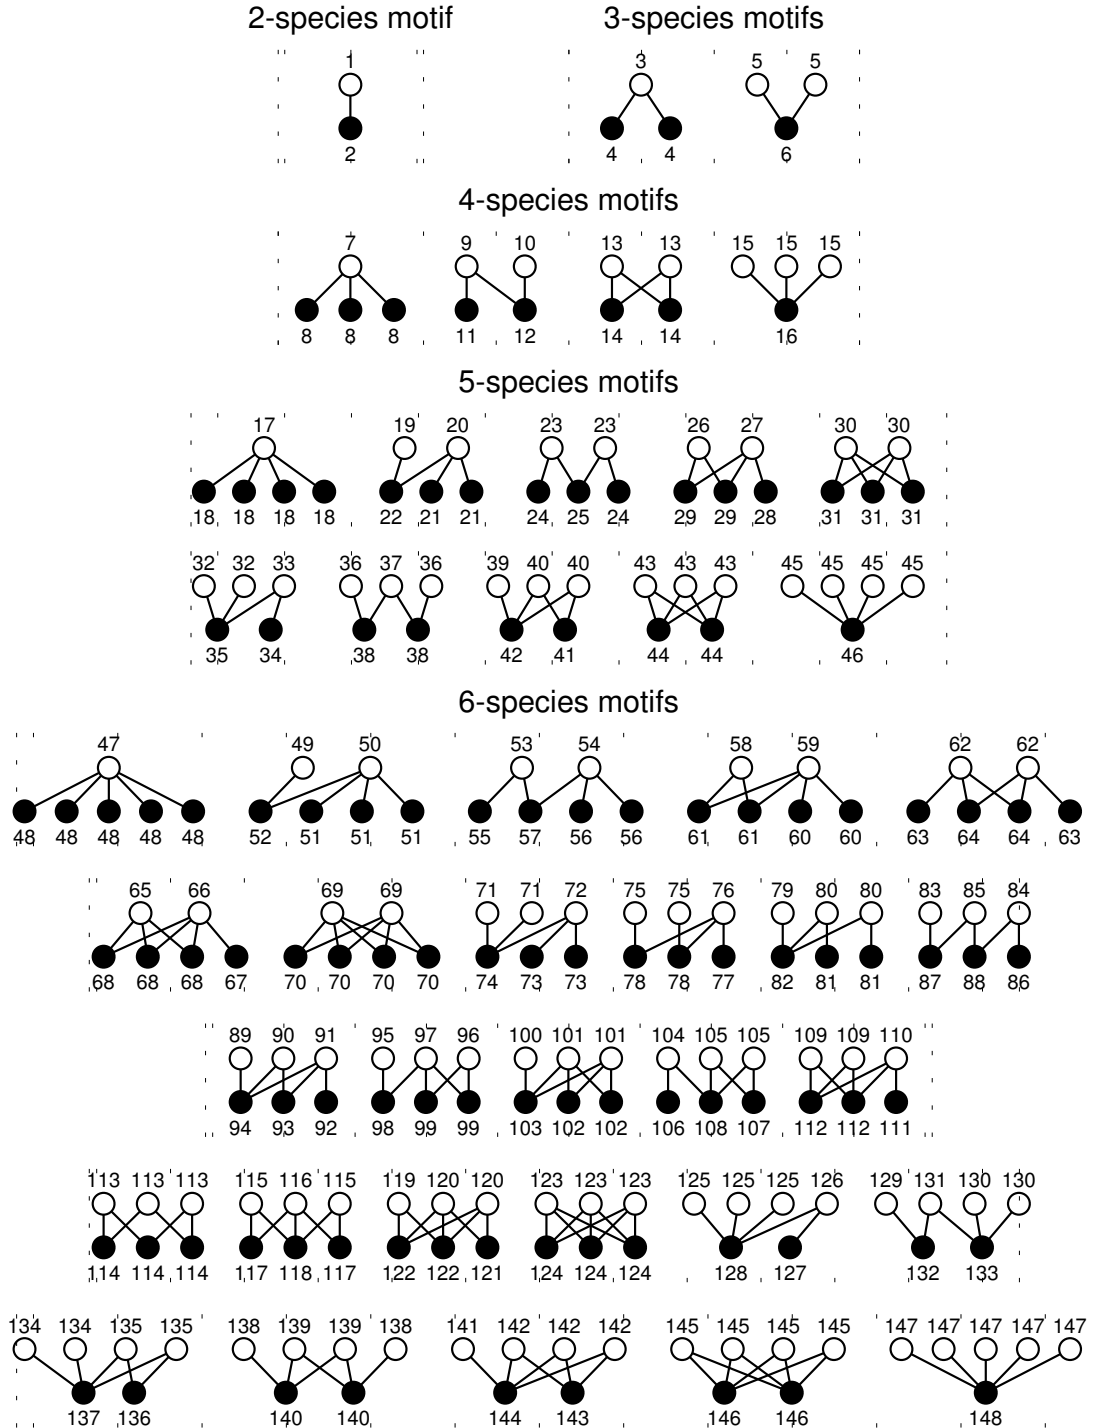 2-species motif 3-species motifs
1 3 5 5
2 4 4 6
4-species motifs
7 9 10 13 13 15 15 15
8 8 8 11 12 14 14 16
5-species motifs
17 19 20 23 23 26 27 30 30
18 18 18 18 22 21 21 24 25 24 29 29 28 31 31 31
32 32 33 36 37 36 39 40 40 43 43 43 45 45 45 45
35 34 38 38 42 41 44 44 46
6-species motifs
47 49 50 53 54 58 59 62 62
48 48 48 48 48 52 51 51 51 55 57 56 56 61 61 60 60 63 64 64 63
65 66 69 69 71 71 72 75 75 76 79 80 80 83 85 84
68 68 68 67 70 70 70 70 74 73 73 78 78 77 82 81 81 87 88 86
89 90 91 95 97 96 100 101 101 104 105 105 109 109 110
94 93 92 98 99 99 103 102 102 106 108 107 112 112 111
113 113 113 115 116 115 119 120 120 123 123 123 125 125 125 126 129 131 130 130
114 114 114 117 118 117 122 122 121 124 124 124 128 127 132 133
134 134 135 135 138 139 139 138 141 142 142 142 145 145 145 145 147 147 147 147 147
137 136 140 140 144 143 146 146 148